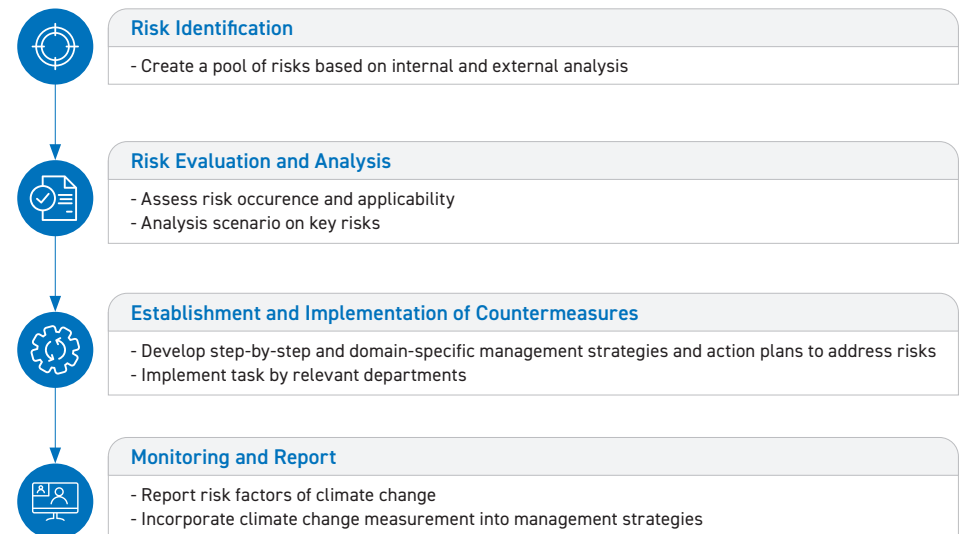 Risk Identification
- Create a pool of risks based on internal and external analysis
Risk Evaluation and Analysis
- Assess risk occurence and applicability
- Analysis scenario on key risks
Establishment and Implementation of Countermeasures
- Develop step-by-step and domain-specific management strategies and action plans to address risks
- Implement task by relevant departments
Monitoring and Report
- Report risk factors of climate change
- Incorporate climate change measurement into management strategies